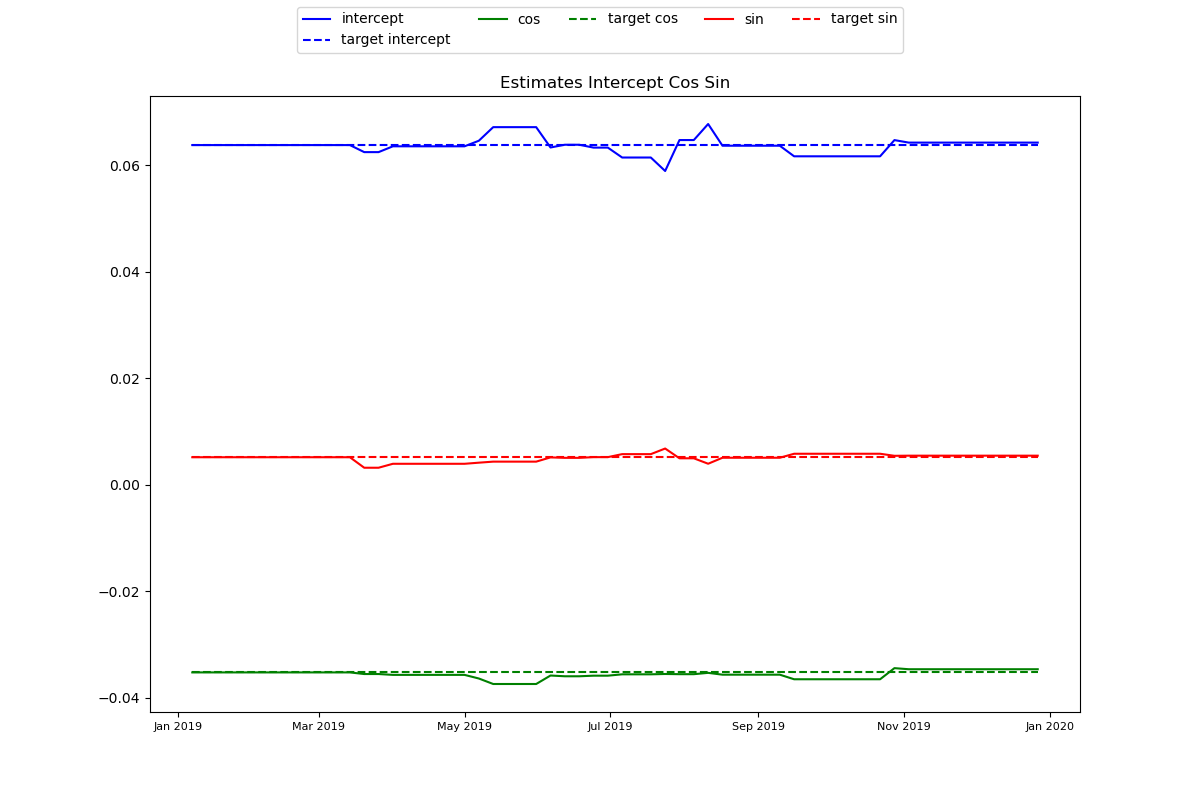 intercept cos target cos sin target sin
target intercept
Estimates Intercept Cos Sin
0.06
0.04
0.02
0.00
−0.02
−0.04
Jan 2019 Mar 2019 May 2019 Jul 2019 Sep 2019 Nov 2019 Jan 2020